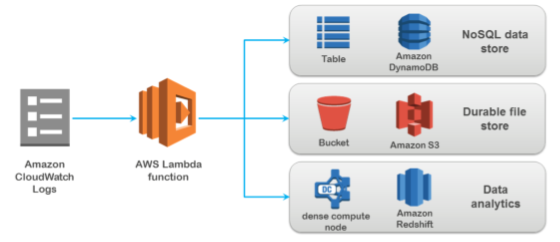 Amazon
CloudWatch
Logs
AWS Lambda
function
Table
Amazon
DynamoDB
NoSQL data
store
Bucket
Amazon S3
Durable file
store
DC
dense compute
node
Amazon
Redshift
Data
analytics